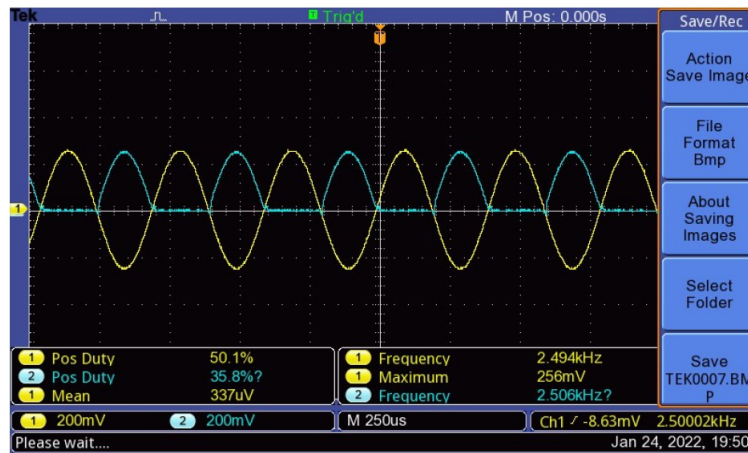 Tek Trig'd M Pos: 0.000s
Save/Rec
Action
Save Image
File
Format
Bmp
About
Saving
Images
Select
Folder
Save
TEK0007.BM
P
T
1
1 Pos Duty 50.1%
2 Pos Duty 35.8%?
1 Mean 337uV
1 Frequency 2.494kHz
1 Maximum 256mV
2 Frequency 2.506kHz?
1 200mV 2 200mV M 250us Ch1 -8.63mV 2.50002kHz
Please wait.... Jan 24, 2022, 19:50